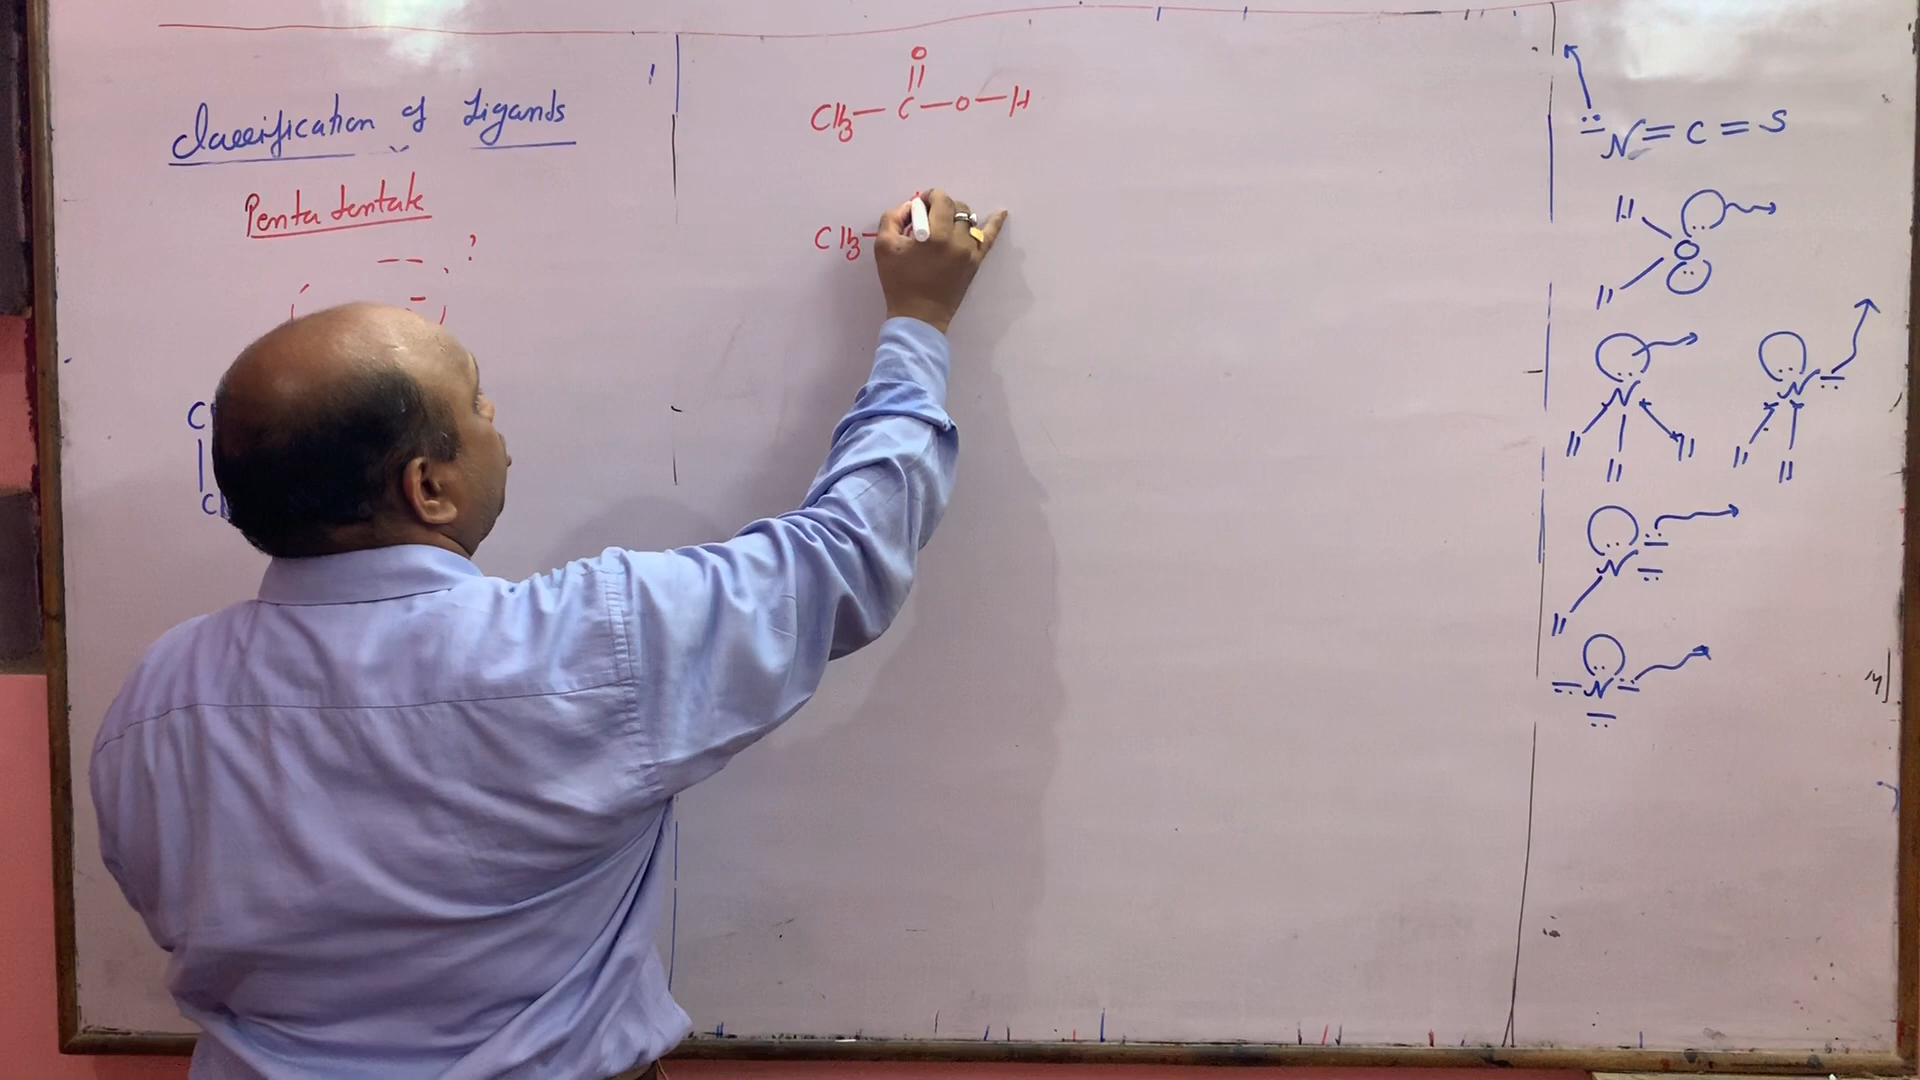 Classification of Ligands
Penta dentate
?
O
CH3 — C — O — H
CH3 —
N = C = S
H
O
H
N N
H H H H H
N
H
N